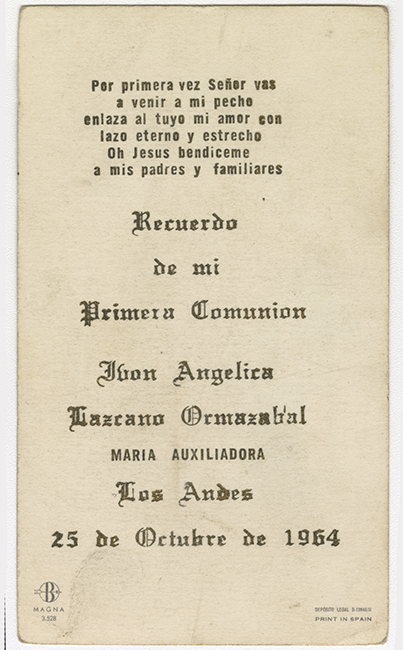 Por primera vez Señor vas
a venir a mi pecho
enlaza al tuyo mi amor con
lazo eterno y estrecho
Oh Jesus bendiceme
a mis padres y familiares
Recuerdo
de mi
Primera Comunion
Ivon Angelica
Lazcano Ormazabal
MARIA AUXILIADORA
Los Andes
25 de Octubre de 1964
B
MAGNA
3.528
DEPÓSITO LEGAL
PRINT IN SPAIN